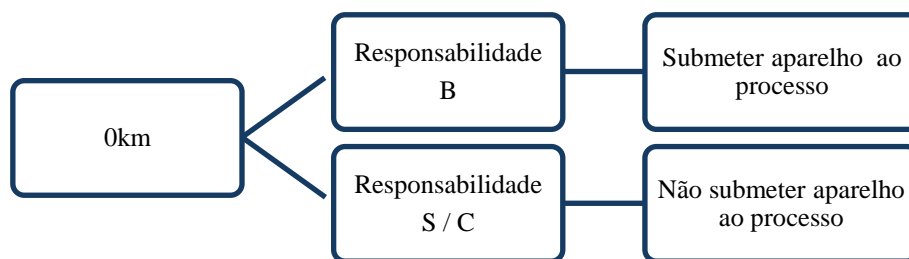 0km
Responsabilidade
B
Submeter aparelho ao
processo
Responsabilidade
S / C
Não submeter aparelho
ao processo